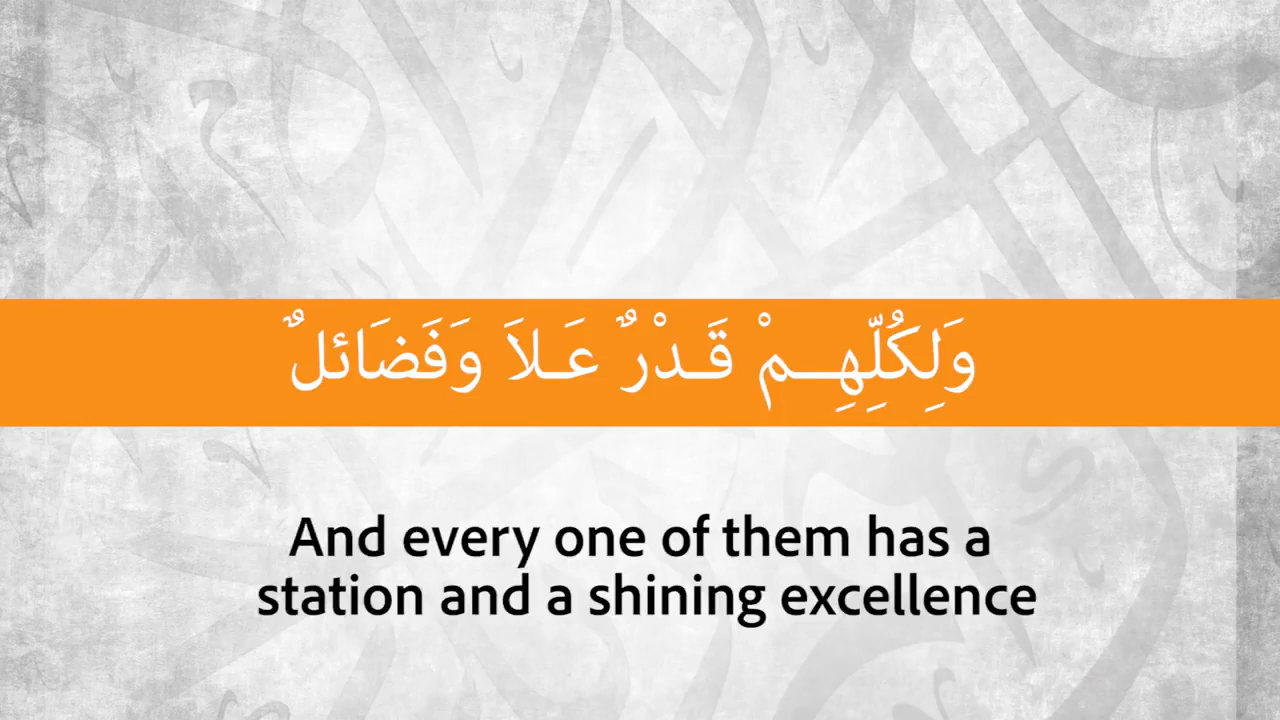 وَلِكُلِّهِـــمْ قَـدْرٌ عَـلاَ وَفَضَائلٌ
And every one of them has a
station and a shining excellence